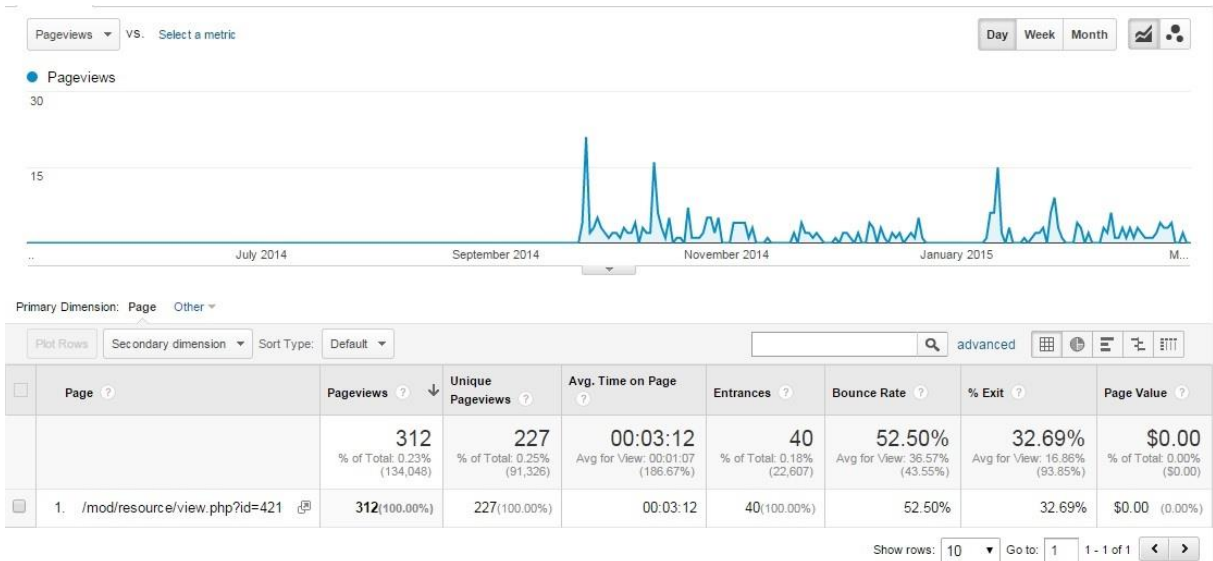 Pageviews VS. Select a metric Day Week Month
Pageviews
30
15
.. July 2014 September 2014 November 2014 January 2015 M...
Primary Dimension: Page Other
Plot Rows Secondary dimension Sort Type: Default advanced
Page ? Pageviews ? Unique Pageviews ? Avg. Time on Page ? Entrances ? Bounce Rate ? % Exit ? Page Value ?
312 227 00:03:12 40 52.50% 32.69% $0.00
% of Total: 0.23% % of Total: 0.25% Avg for View: 00:01:07 % of Total: 0.18% Avg for View: 36.57% Avg for View: 16.86% % of Total: 0.00%
(134,048) (91,326) (186.67%) (22,607) (43.55%) (93.85%) ($0.00)
1. /mod/resource/view.php?id=421 312(100.00%) 227(100.00%) 00:03:12 40(100.00%) 52.50% 32.69% $0.00 (0.00%)
Show rows: 10 Go to: 1 1 - 1 of 1